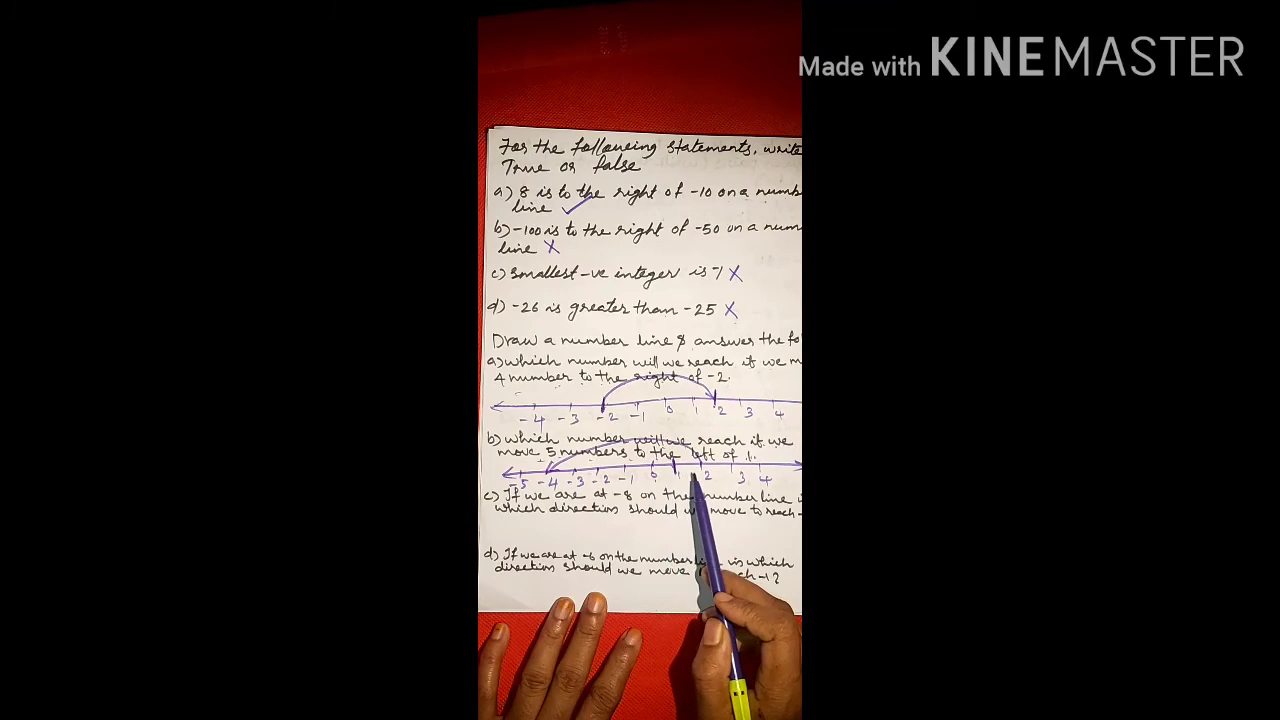 Made with KINEMASTER
For the following statements, write
True or false
a) 8 is to the right of -10 on a numbe
line ✓
b) -100 is to the right of -50 on a num
line X
c) smallest -ve integer is X
d) -26 is greater than -25 X
Draw a number line & answer the fo
a) which number will we reach if we m
4 number to the right of -2.
-4 -3 -2 -1 0 1 2 3 4
b) which number will we reach if we
move 5 numbers to the left of 1.
-5 -4 -3 -2 -1 0 1 2 3 4
c) If we are at -8 on the number line i
which direction should we move to reach -
d) If we are at -6 on the number line in which
direction should we move reach -1?